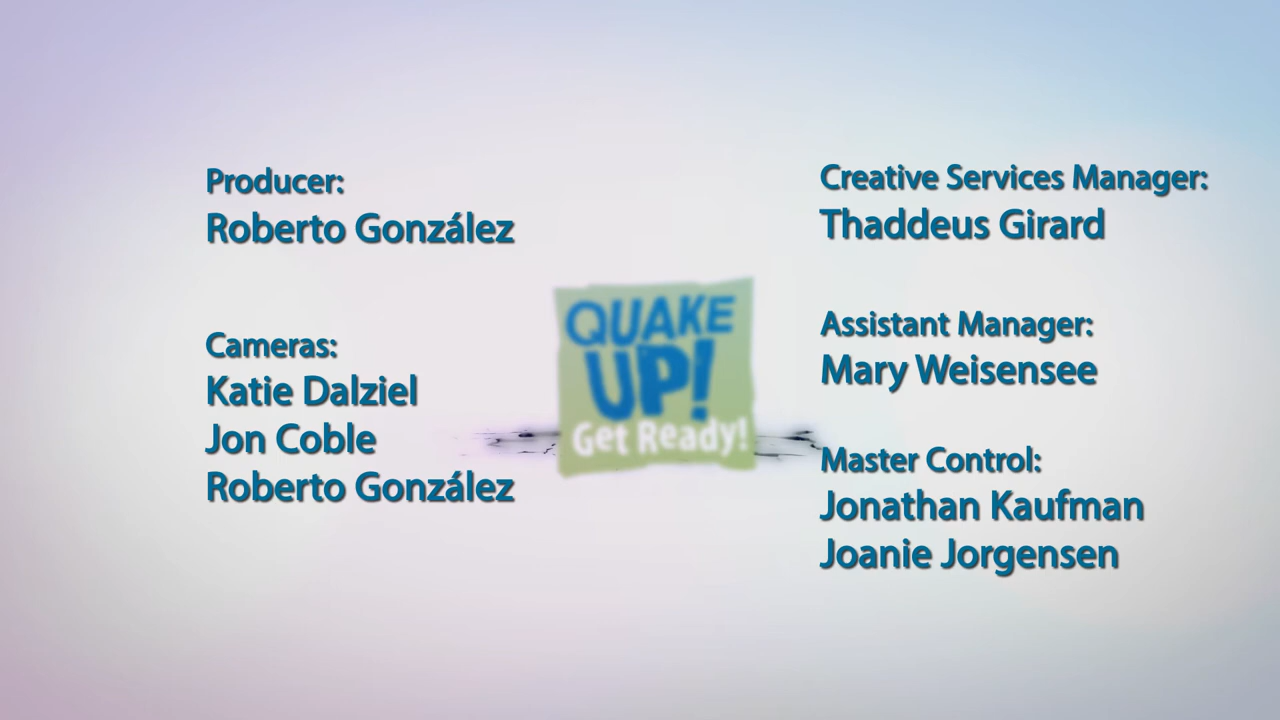 Producer:
Roberto González
Cameras:
Katie Dalziel
Jon Coble
Roberto González
QUAKE
UP!
Get Ready!
Creative Services Manager:
Thaddeus Girard
Assistant Manager:
Mary Weisensee
Master Control:
Jonathan Kaufman
Joanie Jorgensen